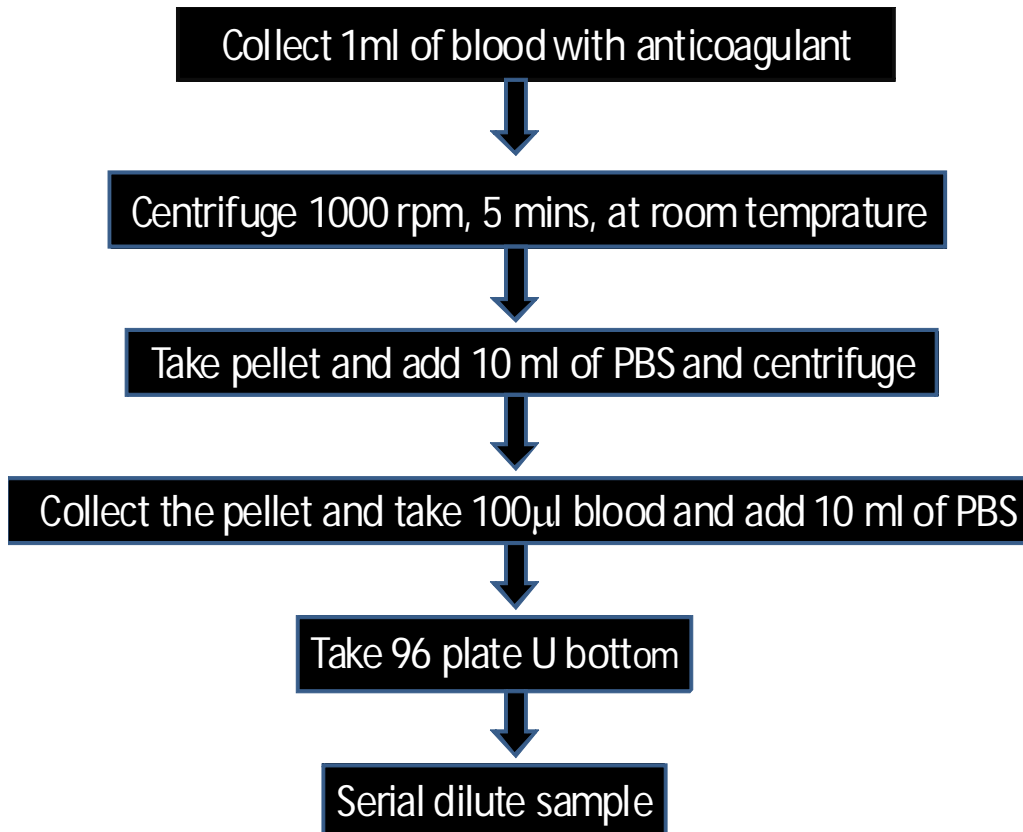 Collect 1ml of blood with anticoagulant
Centrifuge 1000 rpm, 5 mins, at room temprature
Take pellet and add 10 ml of PBS and centrifuge
Collect the pellet and take 100μl blood and add 10 ml of PBS
Take 96 plate U bottom
Serial dilute sample